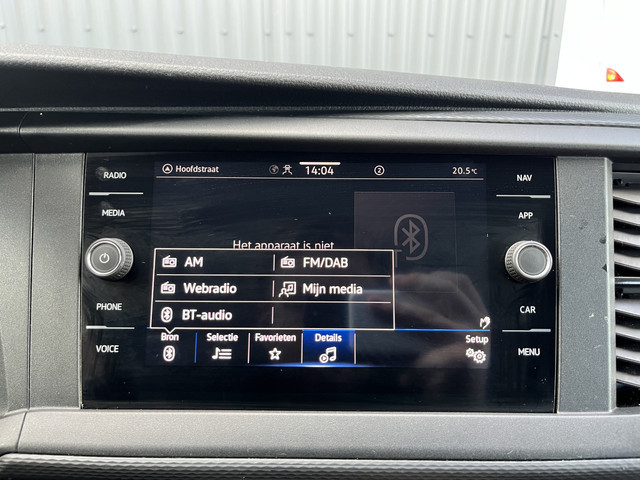 RADIO
MEDIA
PHONE
VOICE
Hoofdstraat
14:04
2
20.5°C
Het apparaat is niet
AM
FM/DAB
Webradio
Mijn media
BT-audio
Bron
Selectie
Favorieten
Details
Setup
NAV
APP
CAR
MENU